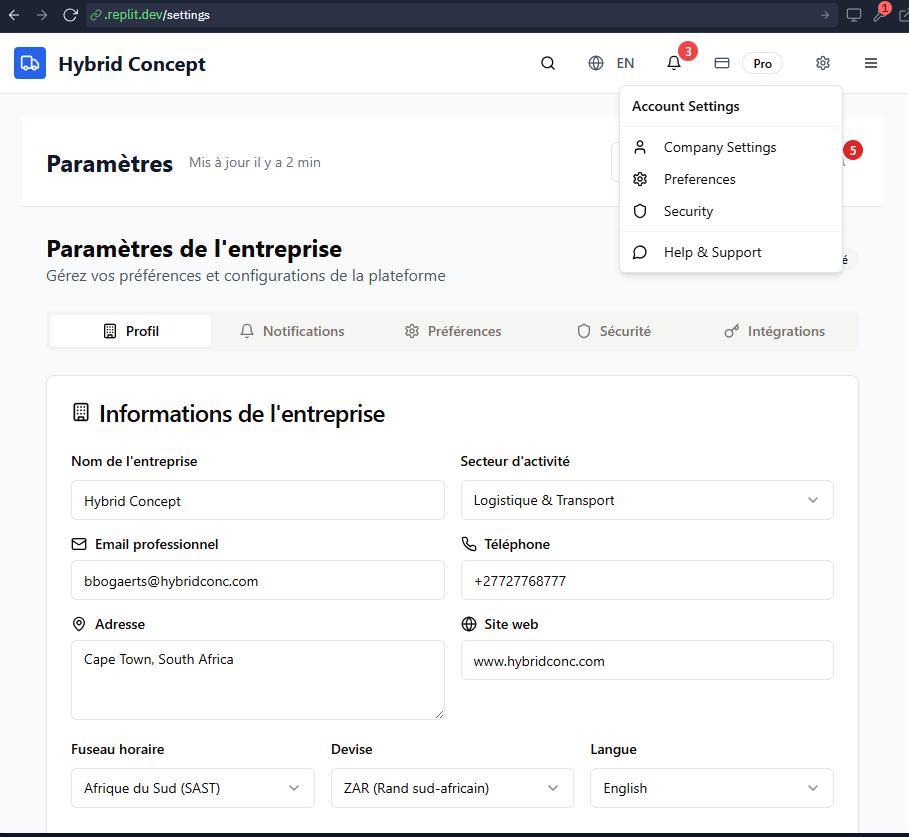 .replit.dev/settings
1
Hybrid Concept
EN
3
Pro
Account Settings
Company Settings
Preferences
Security
Help & Support
Paramètres
Mis à jour il y a 2 min
5
Paramètres de l'entreprise
Gérez vos préférences et configurations de la plateforme
é
Profil
Notifications
Préférences
Sécurité
Intégrations
Informations de l'entreprise
Nom de l'entreprise
Secteur d'activité
Hybrid Concept
Logistique & Transport
Email professionnel
Téléphone
bbogaerts@hybridconc.com
+27727768777
Adresse
Site web
Cape Town, South Africa
www.hybridconc.com
Fuseau horaire
Devise
Langue
Afrique du Sud (SAST)
ZAR (Rand sud-africain)
English